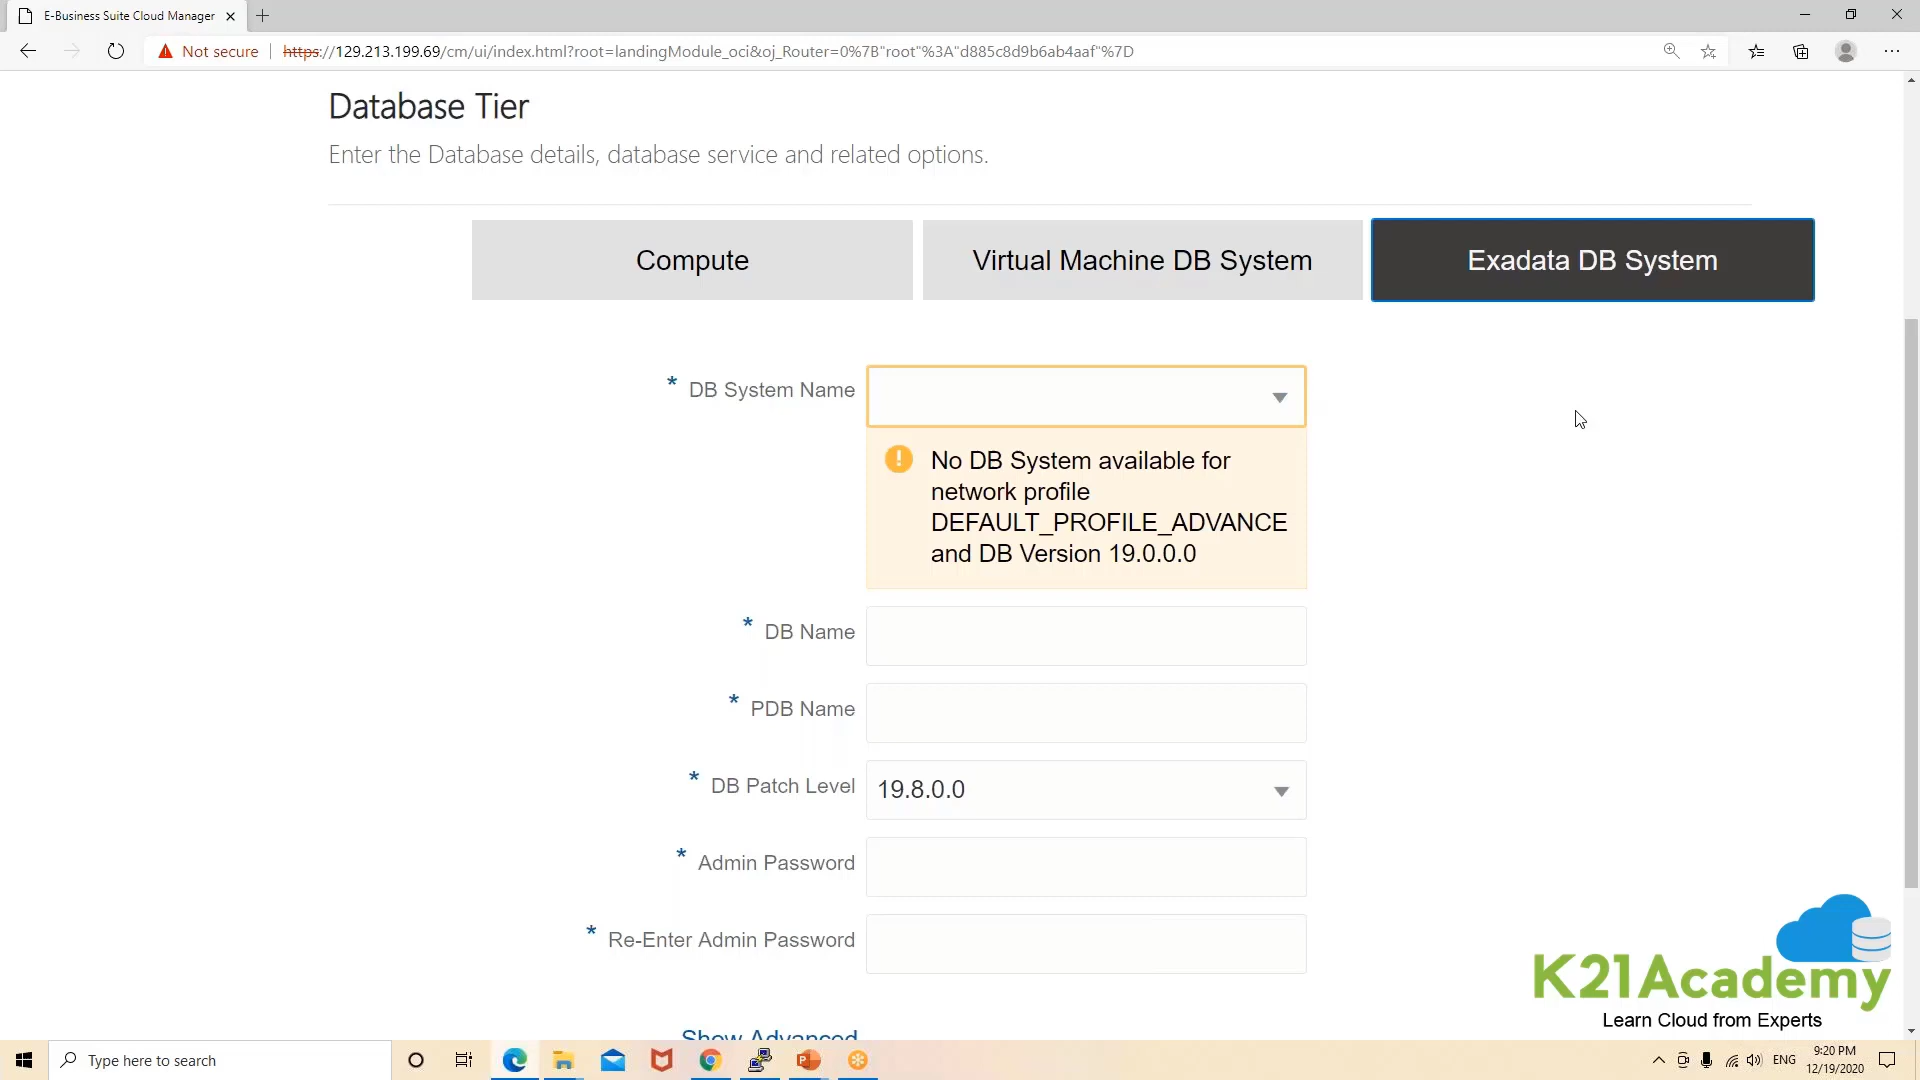 E-Business Suite Cloud Manager
Not secure
https://129.213.199.69/cm/ui/index.html?root=landingModule_oci&oj_Router=0%7B"root"%3A"d885c8d9b6ab4aaf"%7D
Database Tier
Enter the Database details, database service and related options.
Compute
Virtual Machine DB System
Exadata DB System
* DB System Name
! No DB System available for
network profile
DEFAULT_PROFILE_ADVANCE
and DB Version 19.0.0.0
* DB Name
* PDB Name
* DB Patch Level
19.8.0.0
* Admin Password
* Re-Enter Admin Password
Show Advanced
K21Academy
Learn Cloud from Experts
Type here to search
ENG
9:20 PM
12/19/2020